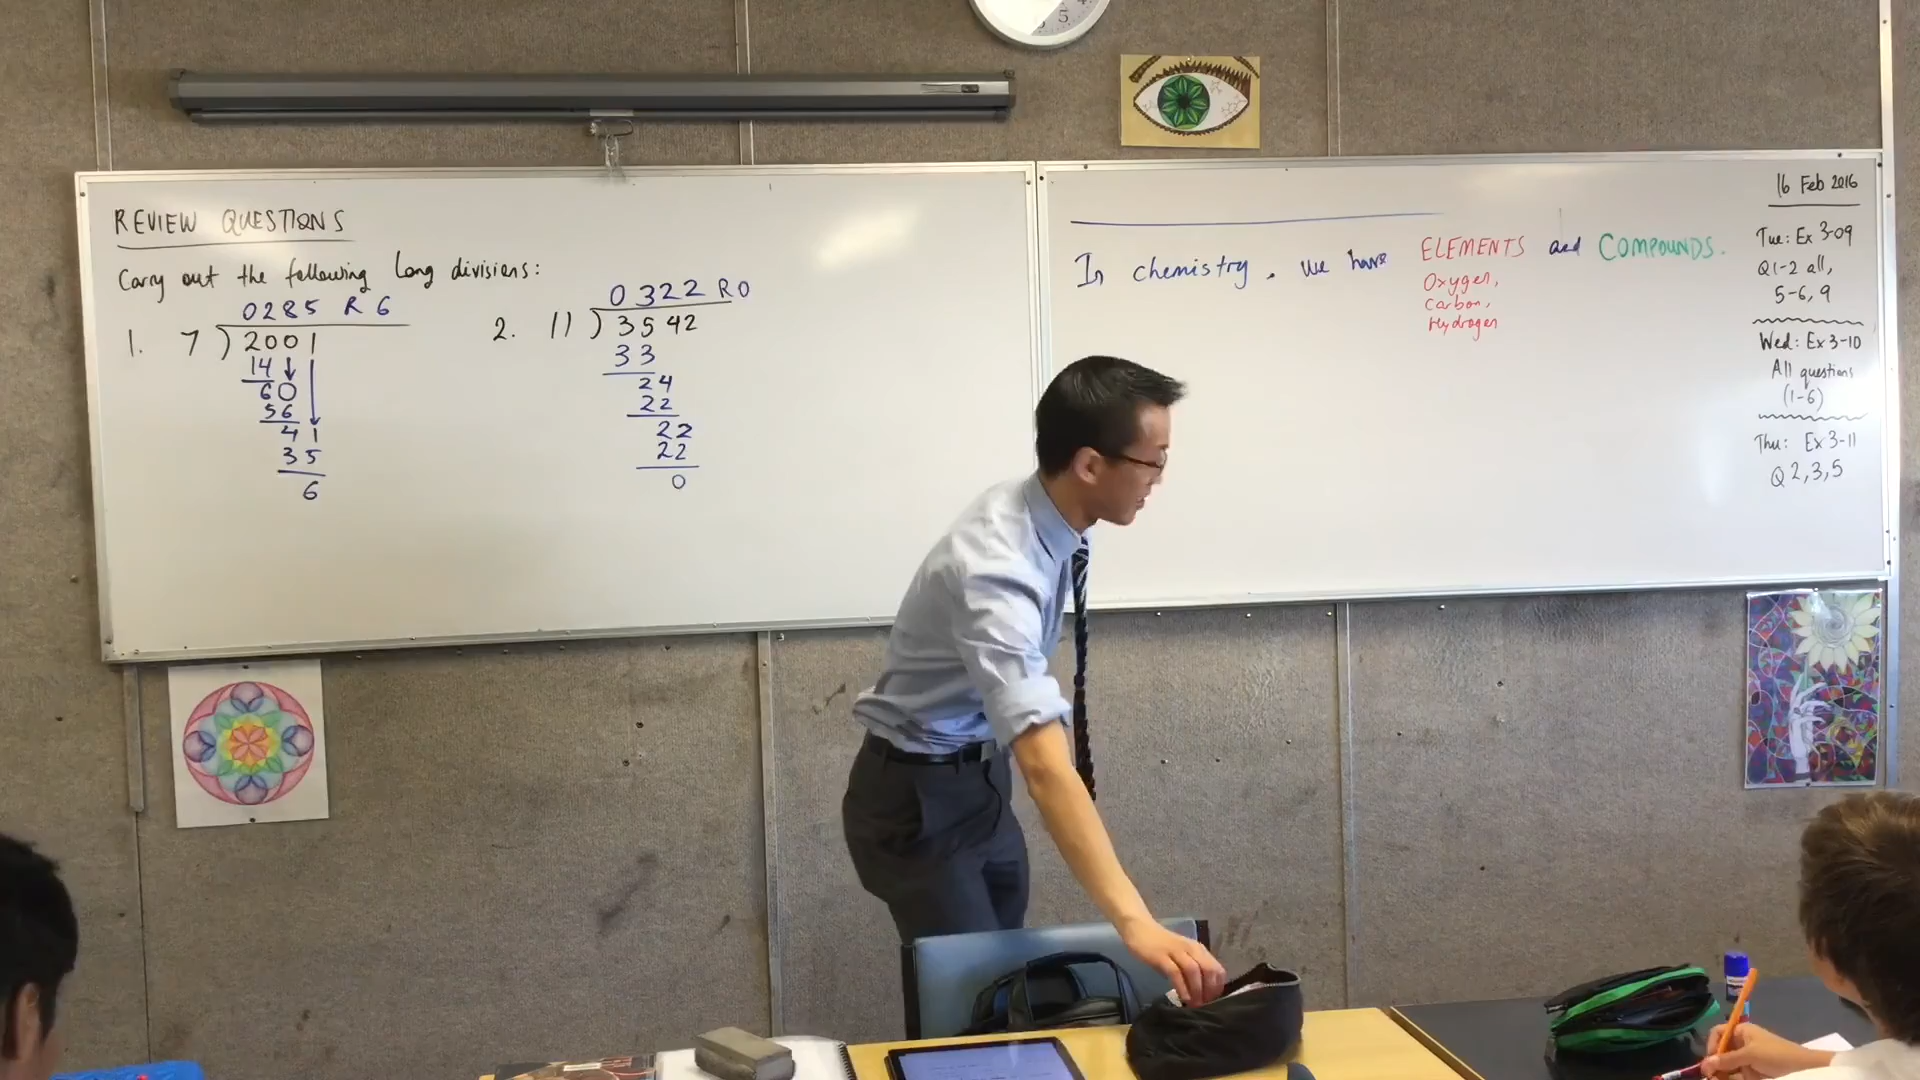 REVIEW QUESTIONS
Carry out the following long divisions:
0285 R 6
1. 7 ) 2001
14
60
56
41
35
6
0322 R0
2. 11 ) 3542
33
24
22
22
22
0
In chemistry, we have ELEMENTS and COMPOUNDS.
Oxygen,
Carbon,
Hydrogen
16 Feb 2016
Tue: Ex 3-09
Q1-2 all,
5-6, 9
Wed: Ex 3-10
All questions
(1-6)
Thu: Ex 3-11
Q 2,3,5